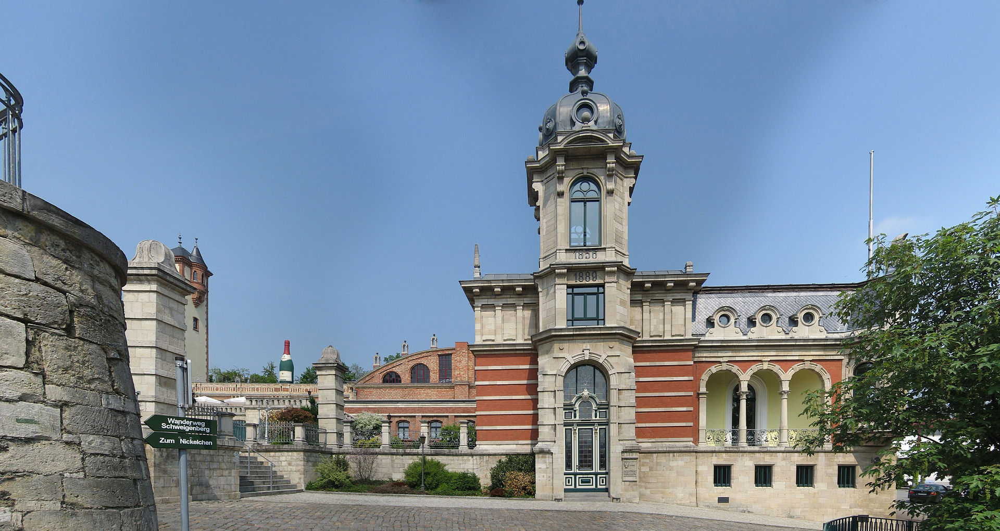 1856
1889
Wanderweg
Schweigenberg
Zum Nickelchen